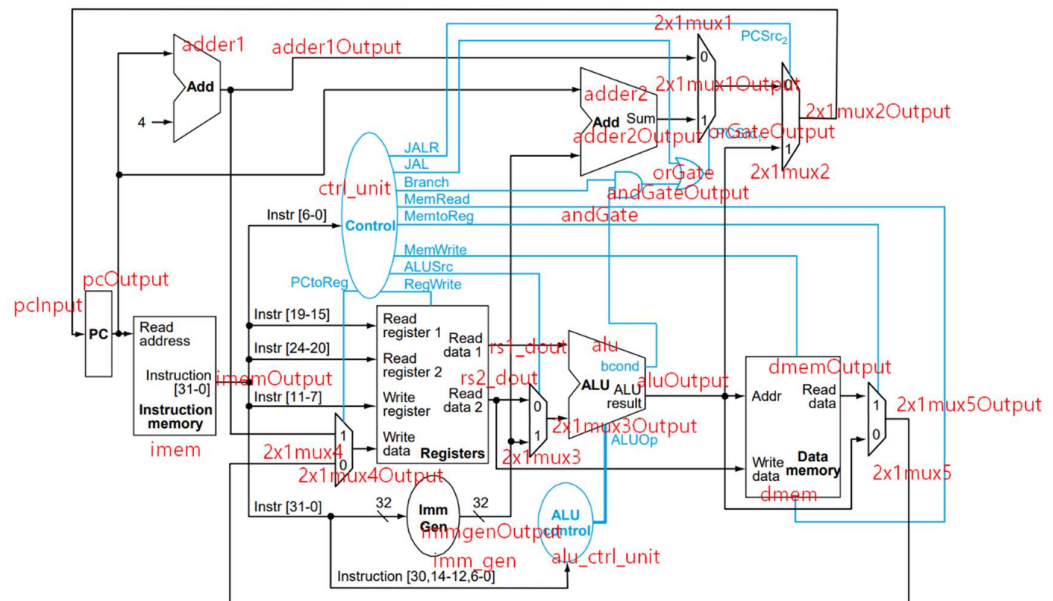 2x1mux1
PCSrc2
adder1
adder1Output
Add
0
2x1mux1Output
0
adder2
4
Add
Sum
1
2x1mux2Output
adder2Output
orGateOutput
PCSrc1
1
2x1mux2
JALR
JAL
orGate
Branch
andGateOutput
ctrl_unit
MemRead
andGate
Instr [6-0]
MemtoReg
Control
MemWrite
ALUSrc
PCtoReg
RegWrite
pcOutput
pcInput
PC
Read
address
Instruction
[31-0]
Instruction
memory
imem
imemOutput
Instr [19-15]
Instr [24-20]
Instr [11-7]
Read
register 1
Read
register 2
Write
register
Write
data
Registers
Read
data 1
Read
data 2
rs1_dout
rs2_dout
alu
bcond
ALU
ALU
result
aluOutput
ALUOp
0
1
2x1mux3Output
2x1mux3
1
0
2x1mux4
2x1mux4Output
dmemOutput
Addr
Read
data
Write
data
Data
memory
dmem
1
0
2x1mux5Output
2x1mux5
Instr [31-0]
32
Imm
Gen
32
immgenOutput
imm_gen
ALU
control
alu_ctrl_unit
Instruction [30,14-12,6-0]